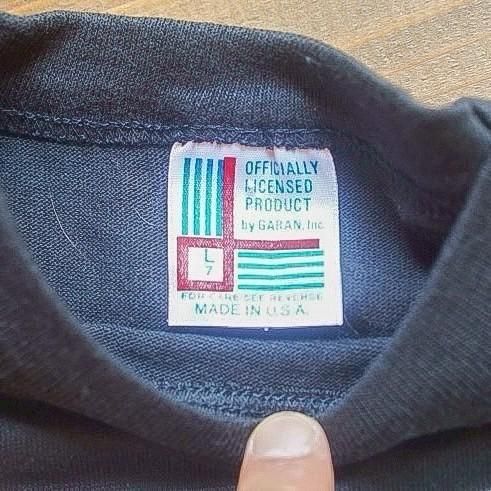 OFFICIALLY
LICENSED
PRODUCT
by GARAN, Inc.
L
7
FOR CARE SEE REVERSE
MADE IN U.S.A.